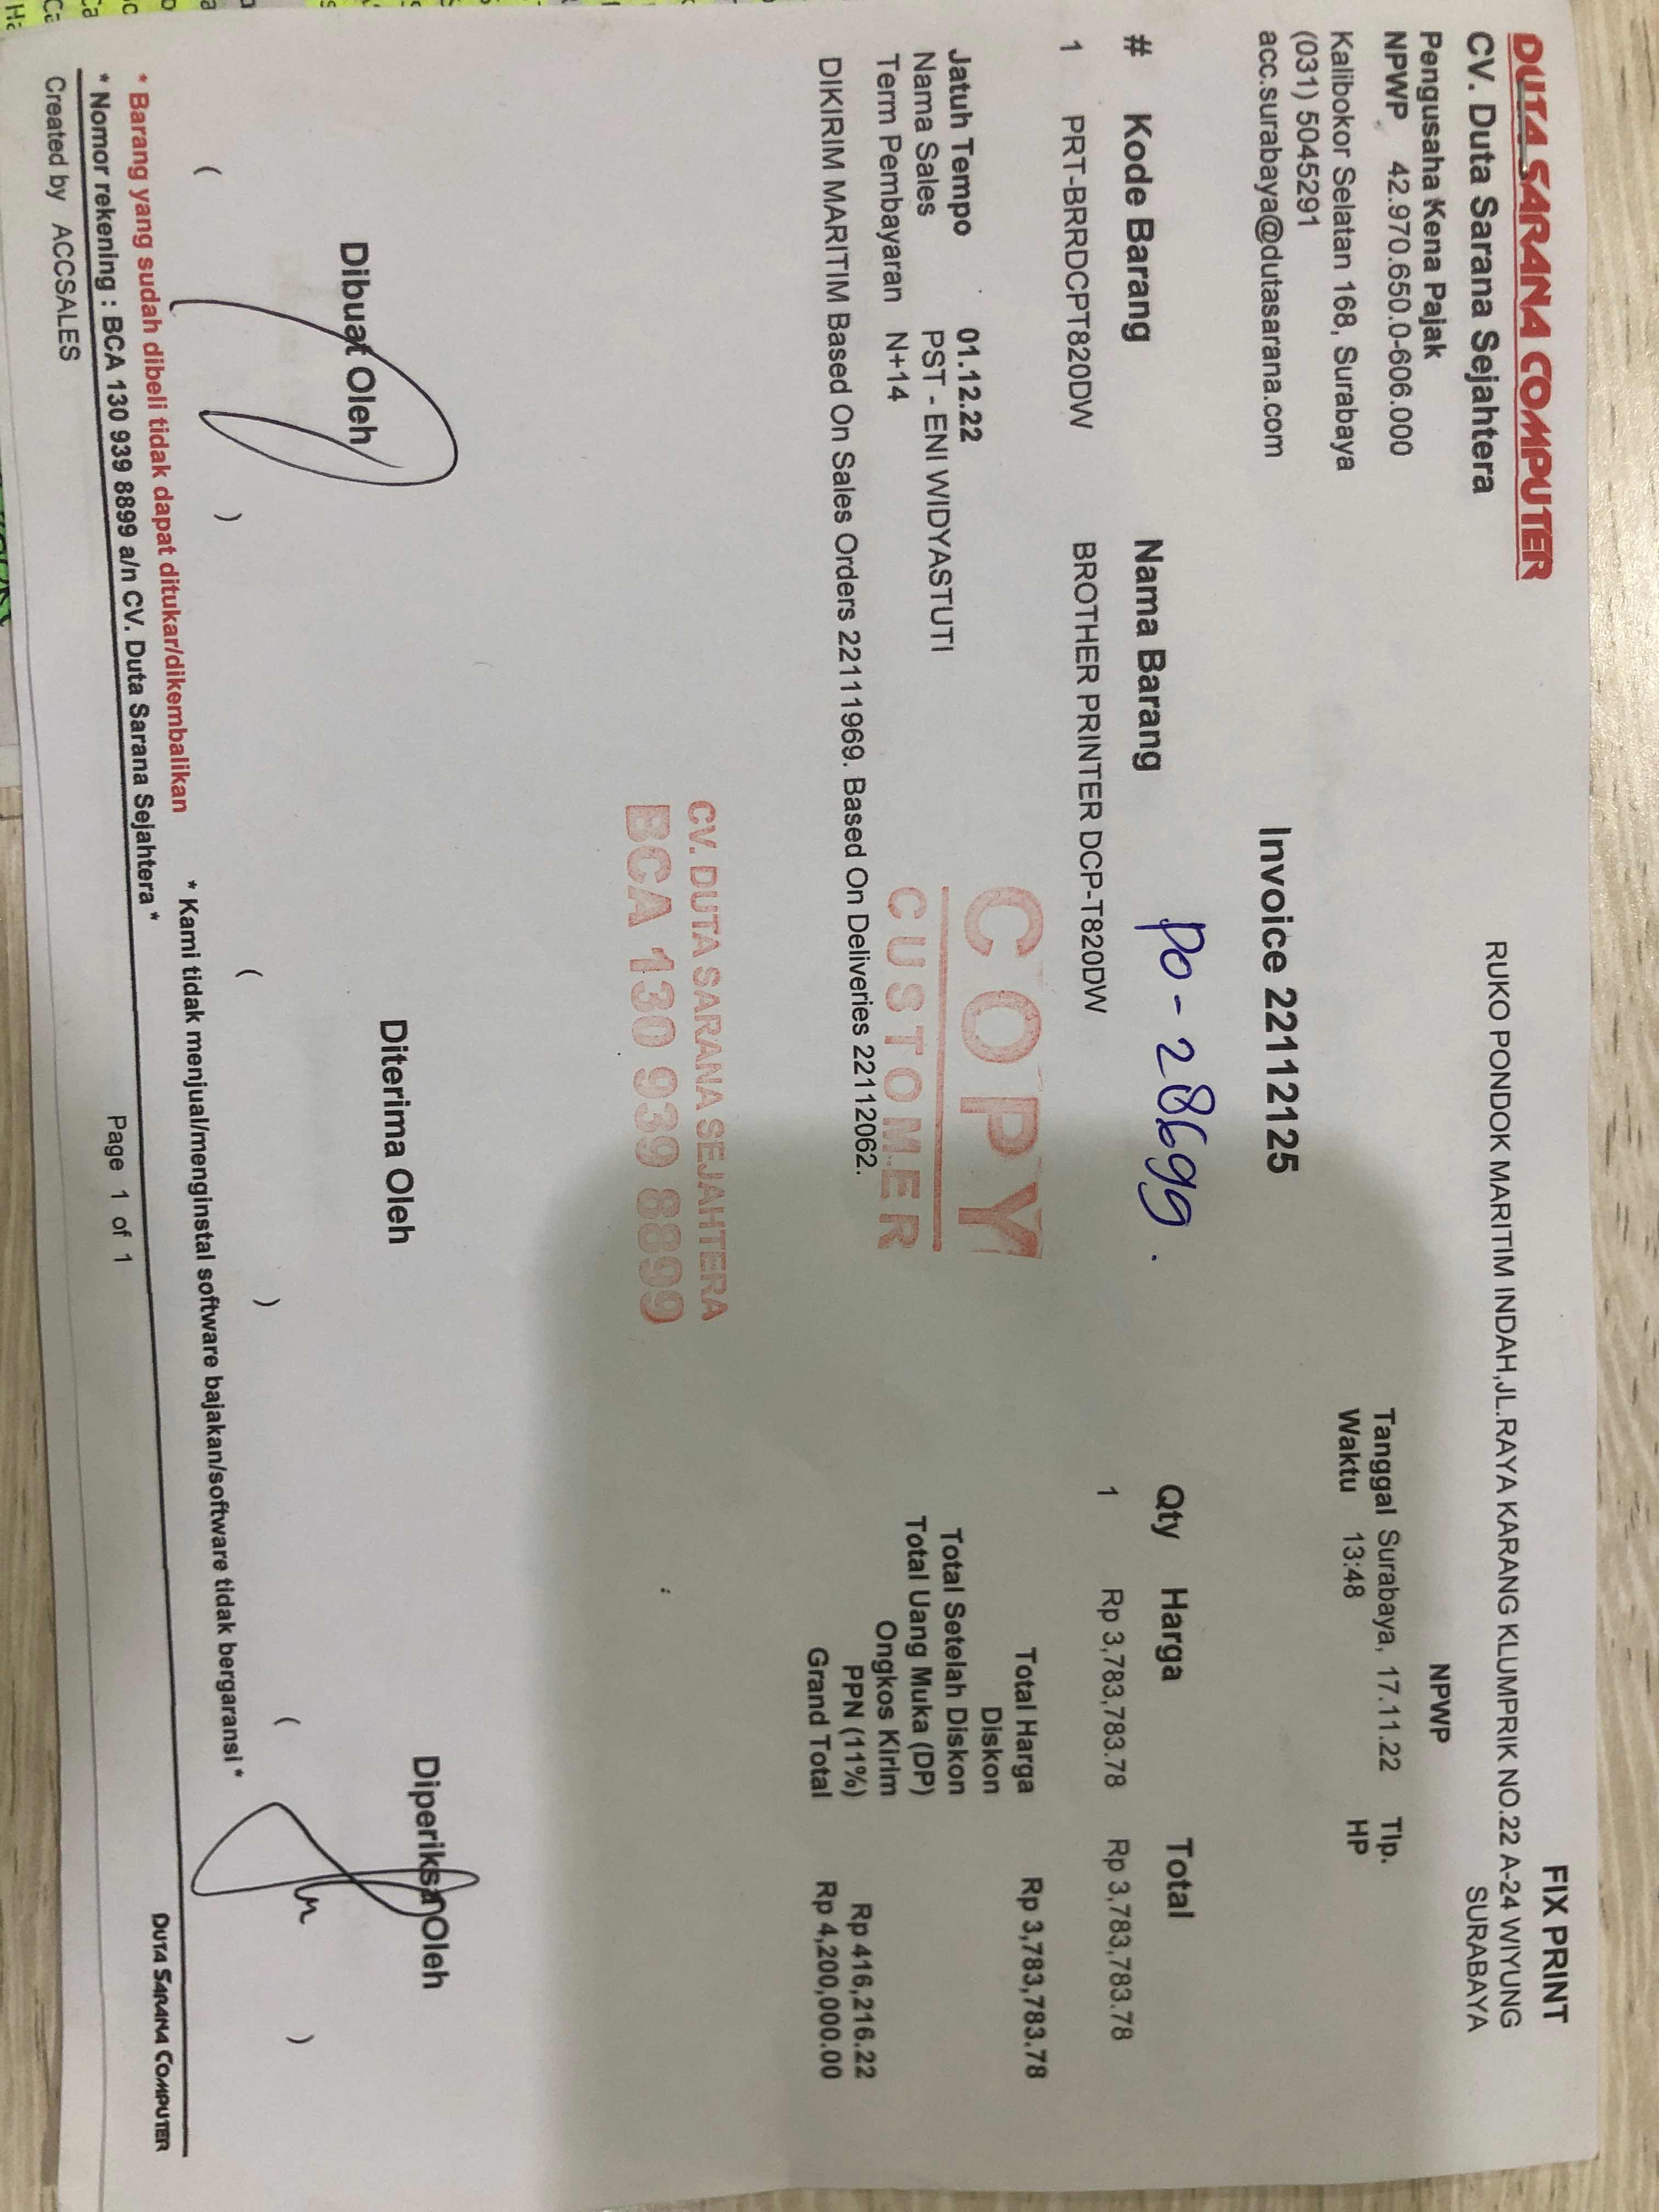 DUTA SARANA COMPUTER
CV. Duta Sarana Sejahtera
Pengusaha Kena Pajak
NPWP 42.970.650.0-606.000
Kalibokor Selatan 168, Surabaya
(031) 5045291
acc.surabaya@dutasarana.com
FIX PRINT
RUKO PONDOK MARITIM INDAH,JL.RAYA KARANG KLUMPRIK NO.22 A-24 WIYUNG
SURABAYA
NPWP
Tanggal Surabaya, 17.11.22 Tlp.
Waktu 13:48 HP
Invoice 22112125
PO - 28699.
# Kode Barang Nama Barang Qty Harga Total
1 PRT-BRRDCPT820DW BROTHER PRINTER DCP-T820DW 1 Rp 3,783,783.78 Rp 3,783,783.78
COPY
CUSTOMER
Jatuh Tempo 01.12.22
Nama Sales PST - ENI WIDYASTUTI
Term Pembayaran N+14
DIKIRIM MARITIM Based On Sales Orders 22111969. Based On Deliveries 22112062.
Total Harga Rp 3,783,783.78
Diskon
Total Setelah Diskon
Total Uang Muka (DP)
Ongkos Kirim
PPN (11%) Rp 416,216.22
Grand Total Rp 4,200,000.00
CV. DUTA SARANA SEJAHTERA
BCA 130 939 8899
Dibuat Oleh Diterima Oleh Diperiksa Oleh
( ) ( ) ( )
* Barang yang sudah dibeli tidak dapat ditukar/dikembalikan * Kami tidak menjual/menginstal software bajakan/software tidak bergaransi *
* Nomor rekening : BCA 130 939 8899 a/n CV. Duta Sarana Sejahtera *
Created by ACCSALES Page 1 of 1 DUTA SARANA COMPUTER